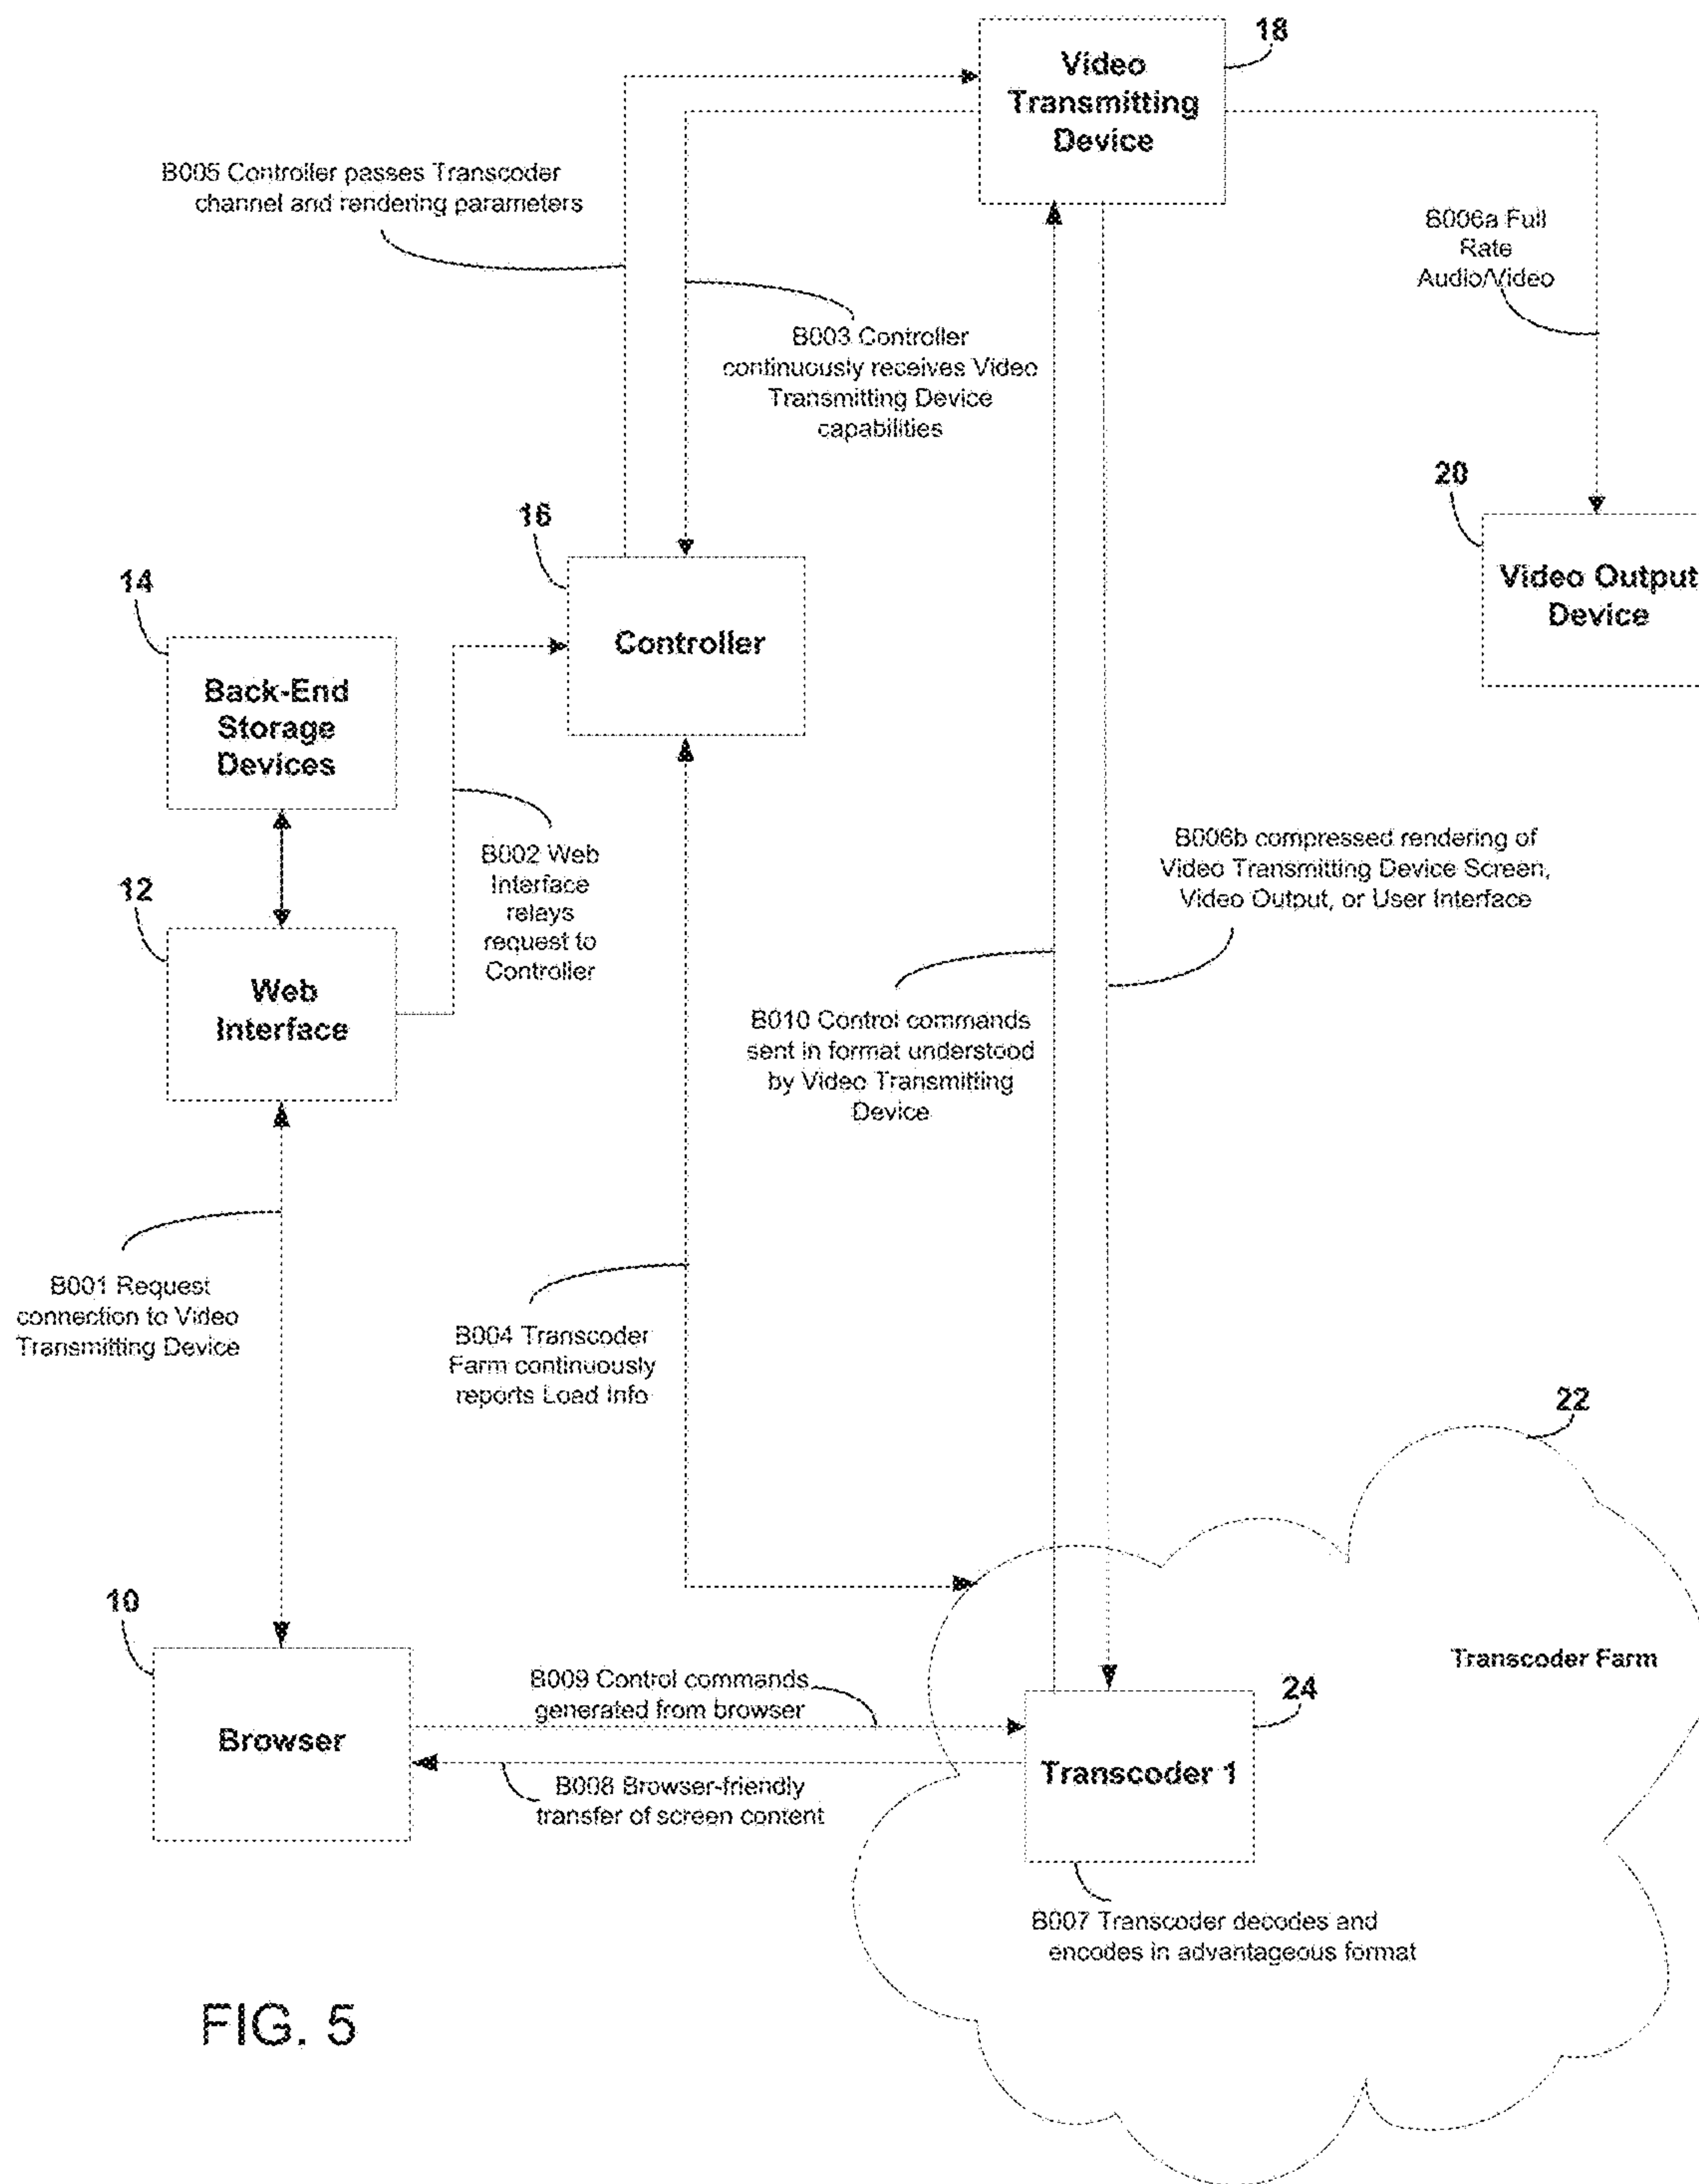 18
Video
Transmitting
Device
B005 Controller passes Transcoder
channel and rendering parameters
B006a Full
Rate
Audio/Video
B003 Controller
continuously receives Video
Transmitting Device
capabilities
20
16
14
Video Output
Device
Controller
Back-End
Storage
Devices
B002 Web
Interface
relays
request to
Controller
B006b compressed rendering of
Video Transmitting Device Screen,
Video Output, or User Interface
12
Web
Interface
B010 Control commands
sent in format understood
by Video Transmitting
Device
B001 Request
connection to Video
Transmitting Device
B004 Transcoder
Farm continuously
reports Load Info
22
10
Transcoder Farm
B009 Control commands
generated from browser
24
Browser
Transcoder 1
B008 Browser-friendly
transfer of screen content
B007 Transcoder decodes and
encodes in advantageous format
FIG. 5